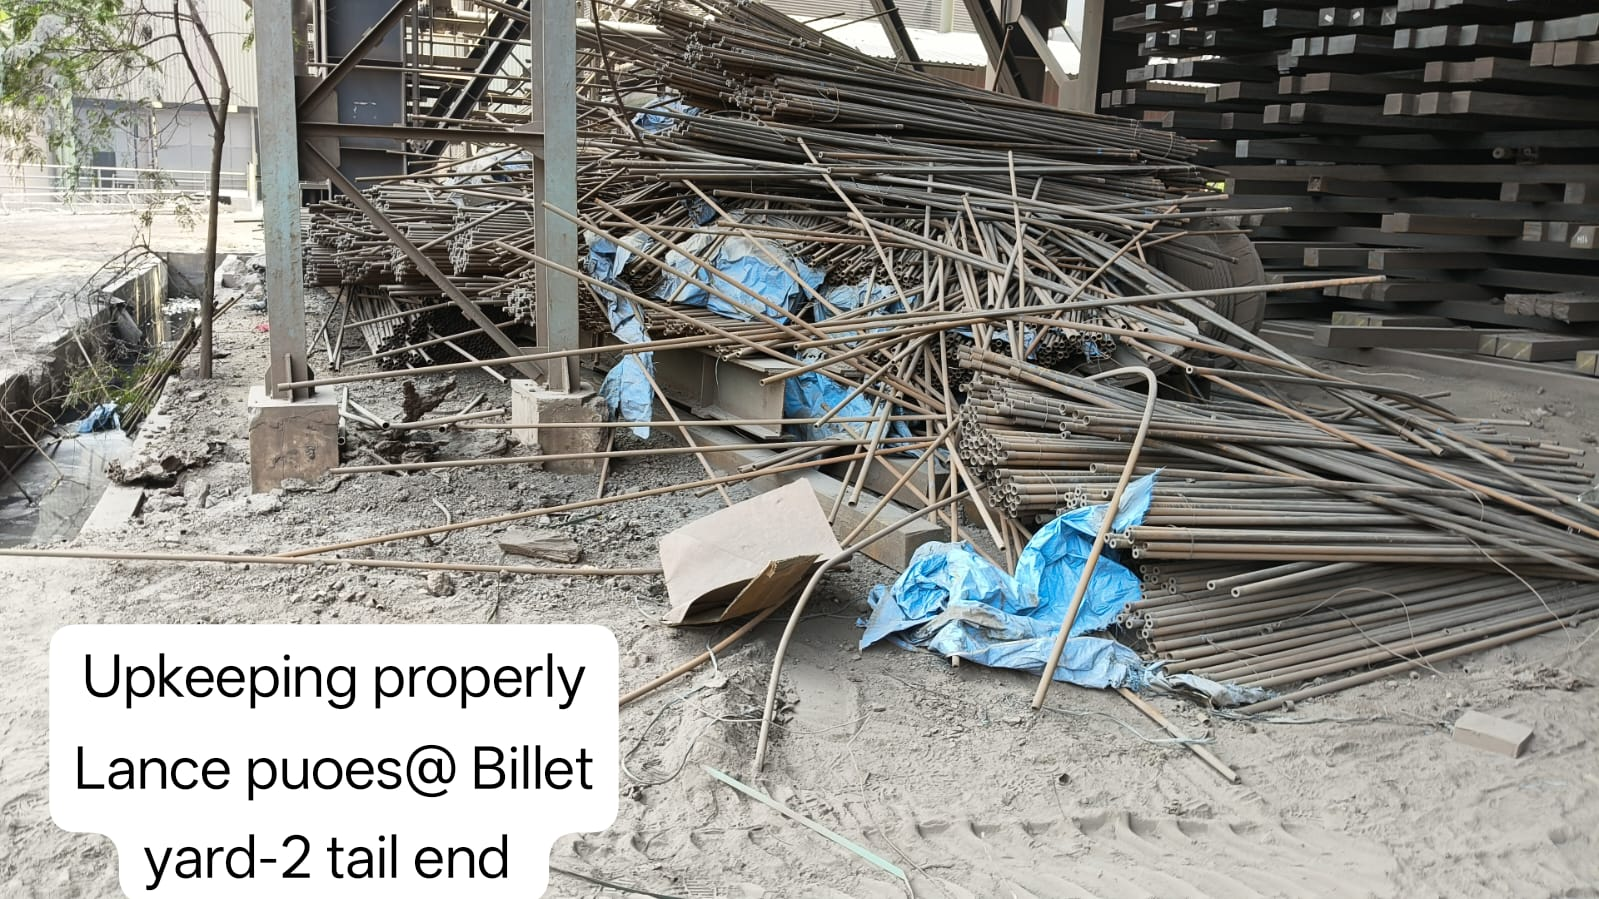 Upkeeping properly
Lance puoes@ Billet
yard-2 tail end